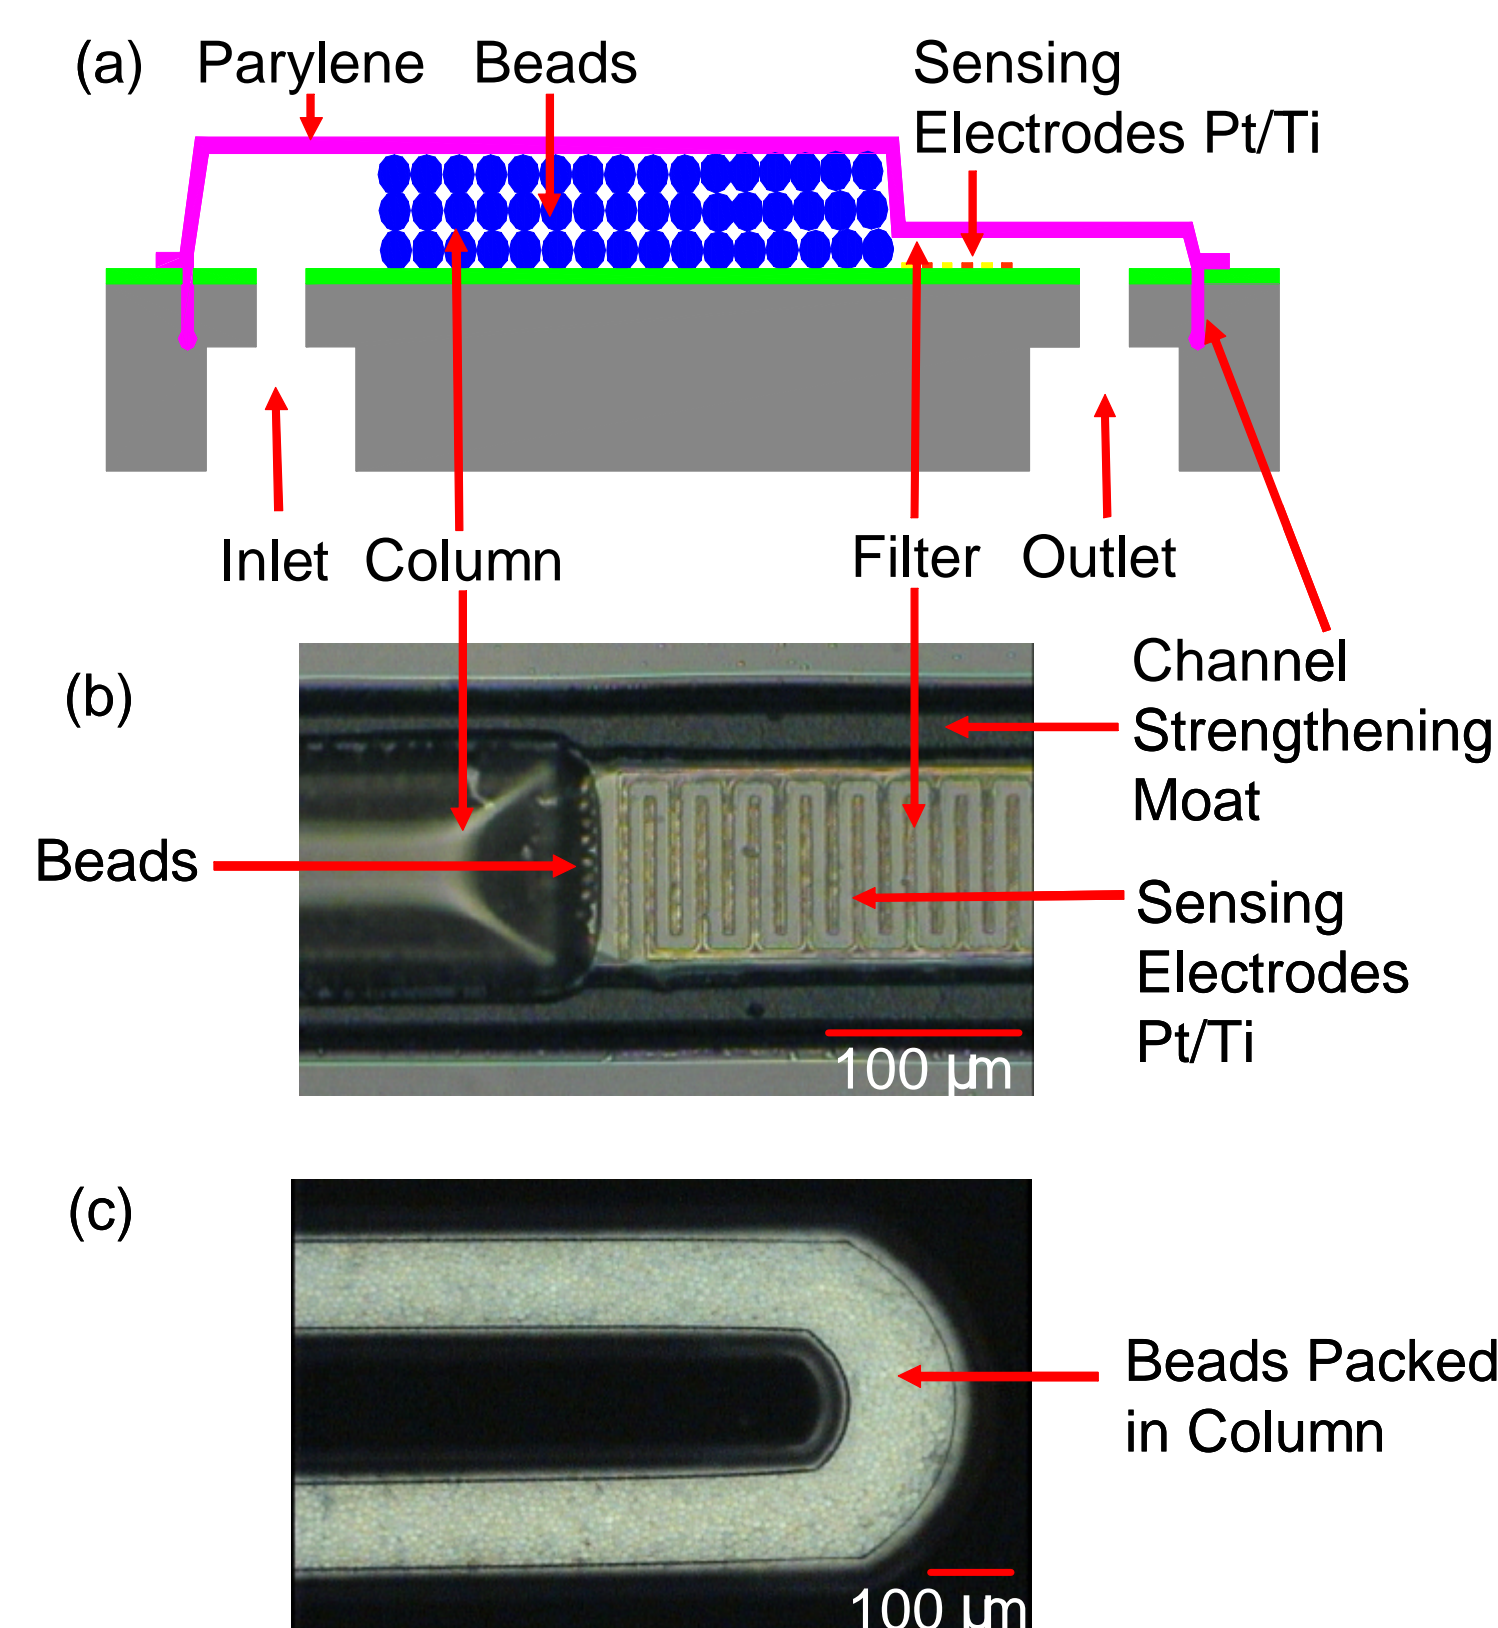 (a)
Parylene
Beads
Sensing
Electrodes Pt/Ti
Inlet
Column
Filter
Outlet
(b)
Channel
Strengthening
Moat
Beads
Sensing
Electrodes
Pt/Ti
100 µm
(c)
Beads Packed
in Column
100 µm